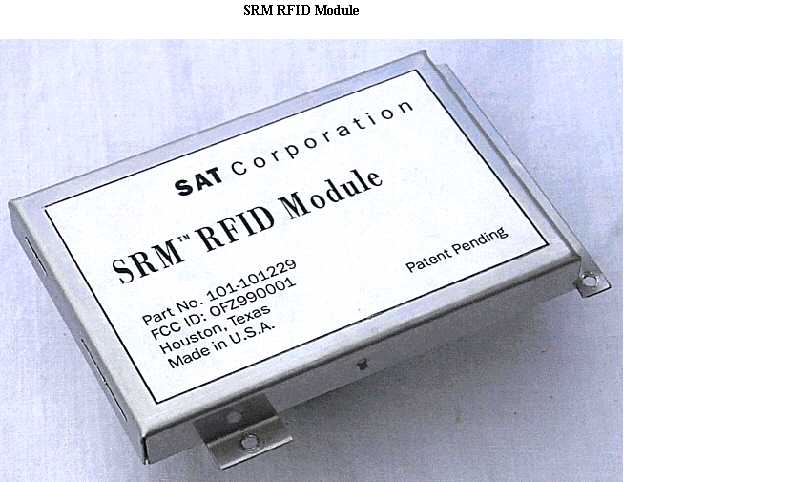 SRM RFID Module
SAT Corporation
SRM™ RFID Module
Part No. 101-101229
FCC ID: OFZ990001
Houston, Texas
Made in U.S.A.
Patent Pending